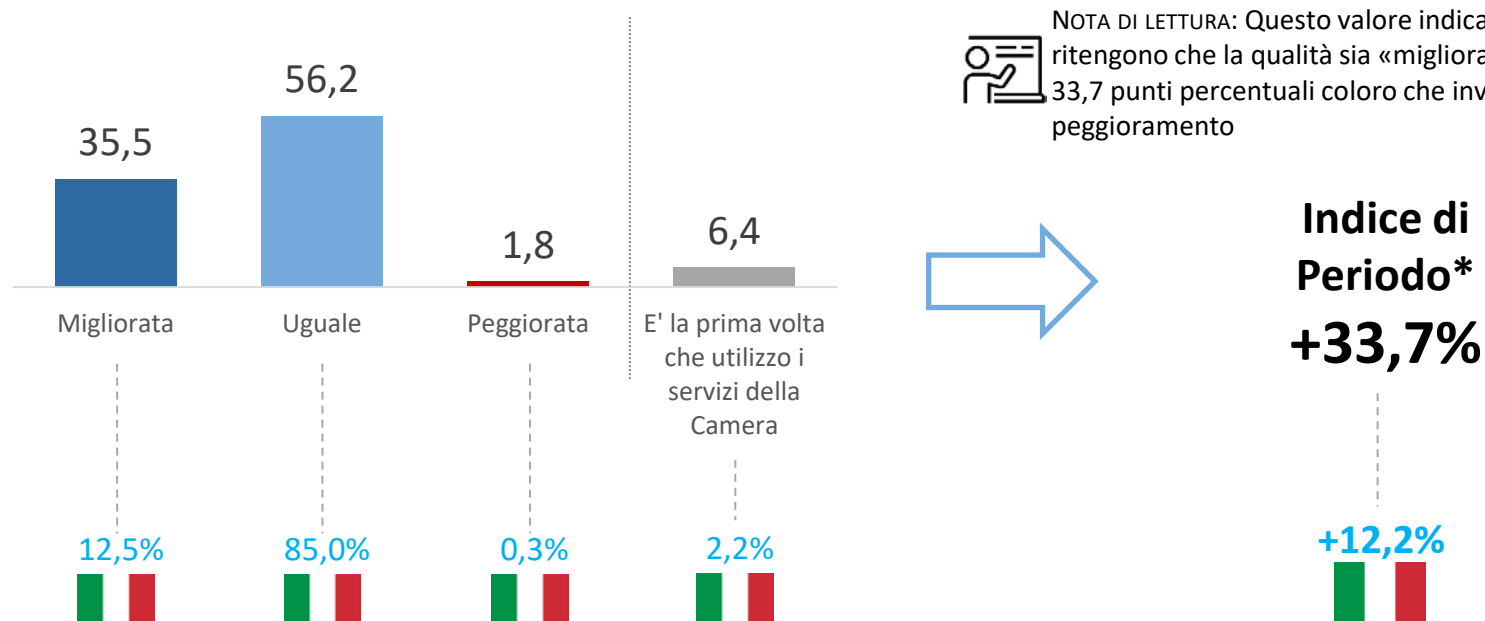 NOTA DI LETTURA: Questo valore indica
ritengono che la qualità sia «migliora
33,7 punti percentuali coloro che inv
peggioramento
35,5
56,2
1,8
6,4
Migliorata
Uguale
Peggiorata
E' la prima volta
che utilizzo i
servizi della
Camera
Indice di
Periodo*
+33,7%
12,5%
85,0%
0,3%
2,2%
+12,2%